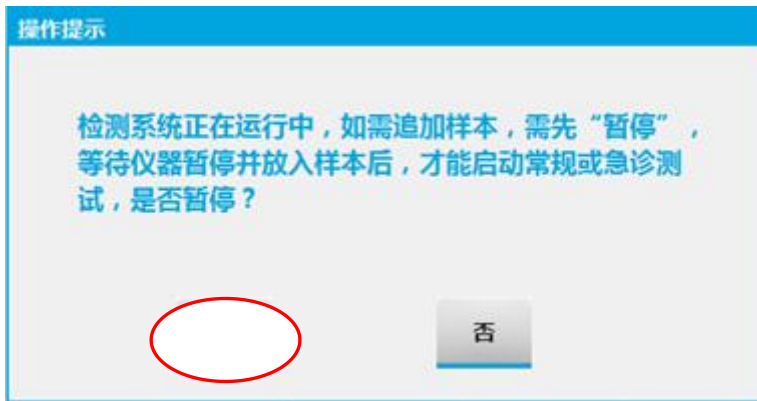 操作提示
检测系统正在运行中，如需追加样本，需先“暂停”，
等待仪器暂停并放入样本后，才能启动常规或急诊测
试，是否暂停？
否